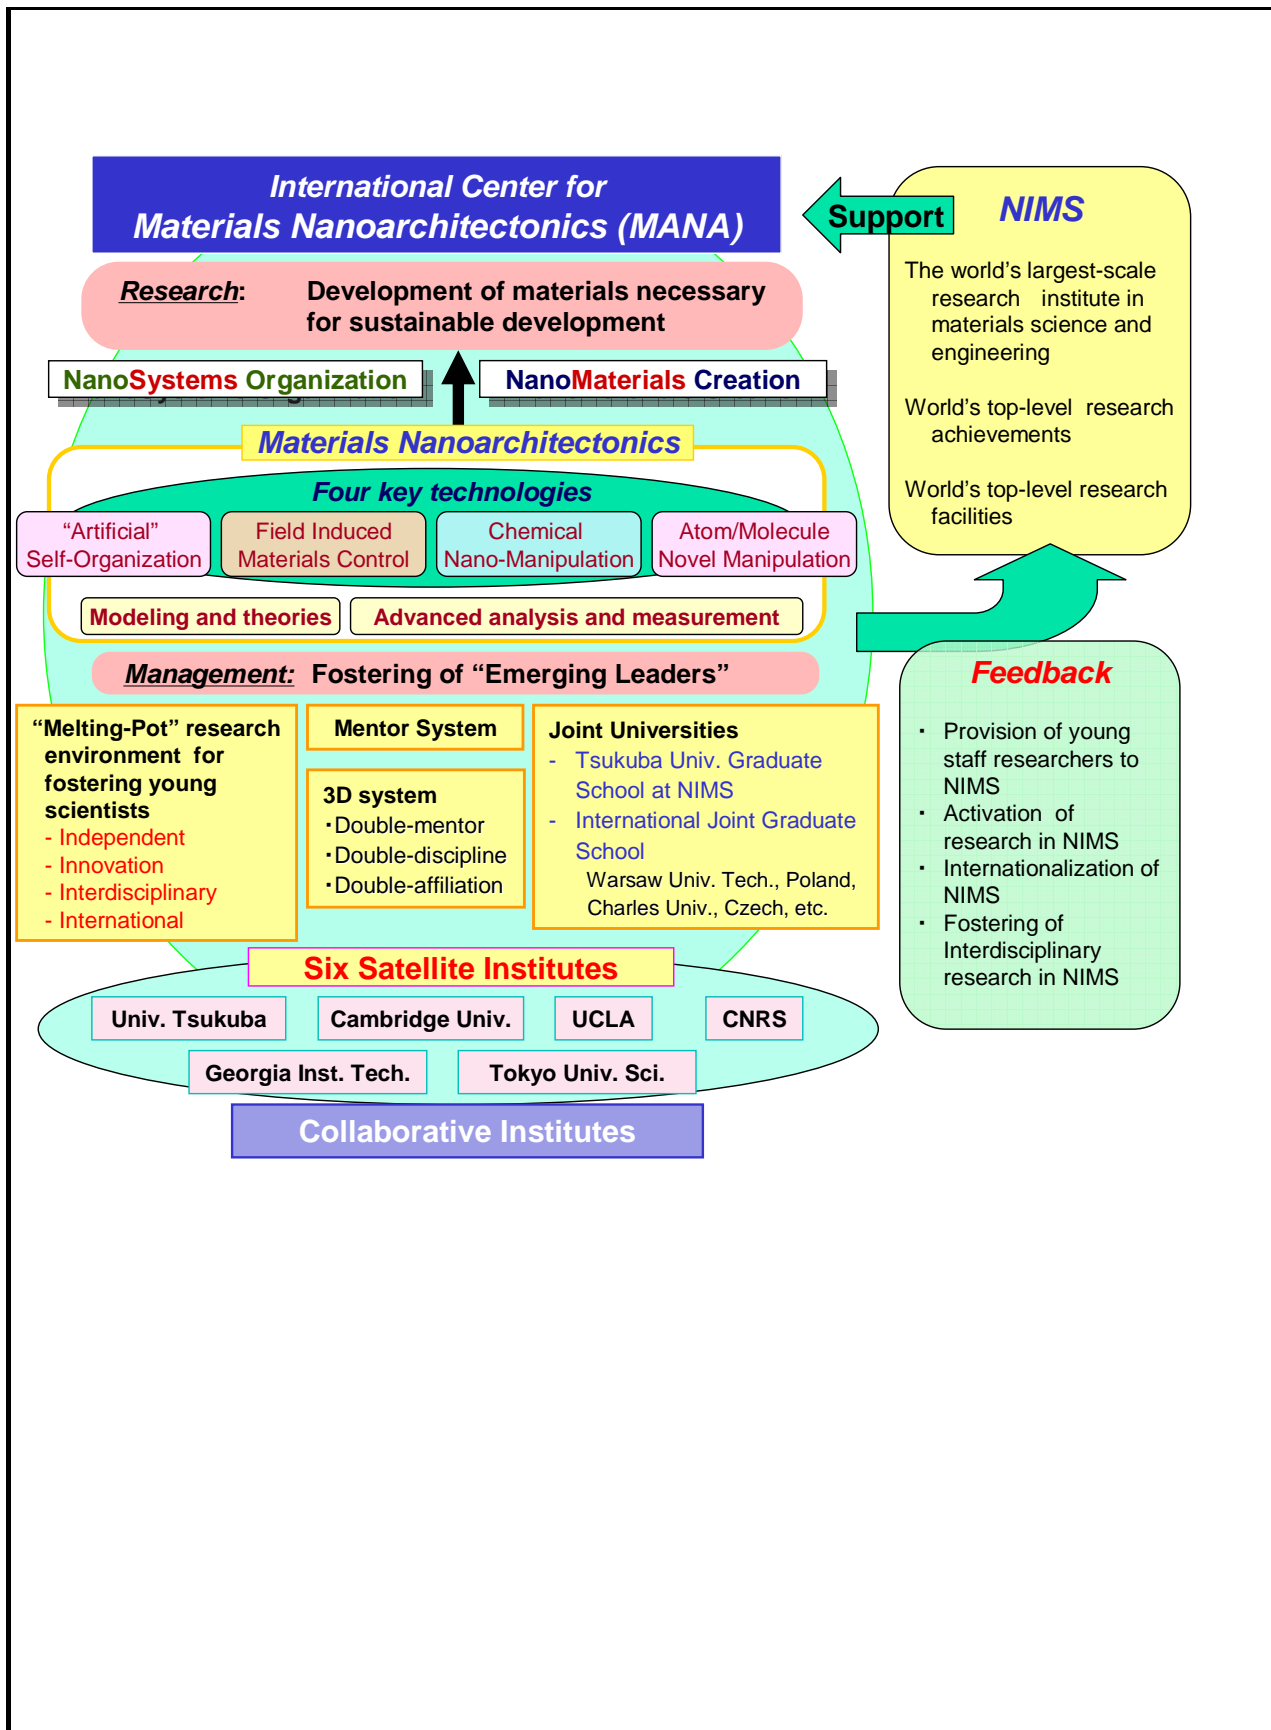 International Center for
Materials Nanoarchitectonics (MANA)
Support
NIMS
The world’s largest-scale
research institute in
materials science and
engineering
World’s top-level research
achievements
World’s top-level research
facilities
Research: Development of materials necessary
for sustainable development
NanoSystems Organization
NanoMaterials Creation
Materials Nanoarchitectonics
Four key technologies
“Artificial”
Self-Organization
Field Induced
Materials Control
Chemical
Nano-Manipulation
Atom/Molecule
Novel Manipulation
Modeling and theories
Advanced analysis and measurement
Management: Fostering of “Emerging Leaders”
“Melting-Pot” research
environment for
fostering young
scientists
- Independent
- Innovation
- Interdisciplinary
- International
Mentor System
3D system
・Double-mentor
・Double-discipline
・Double-affiliation
Joint Universities
- Tsukuba Univ. Graduate
School at NIMS
- International Joint Graduate
School
Warsaw Univ. Tech., Poland,
Charles Univ., Czech, etc.
Feedback
・ Provision of young
staff researchers to
NIMS
・ Activation of
research in NIMS
・ Internationalization of
NIMS
・ Fostering of
Interdisciplinary
research in NIMS
Six Satellite Institutes
Univ. Tsukuba
Cambridge Univ.
UCLA
CNRS
Georgia Inst. Tech.
Tokyo Univ. Sci.
Collaborative Institutes